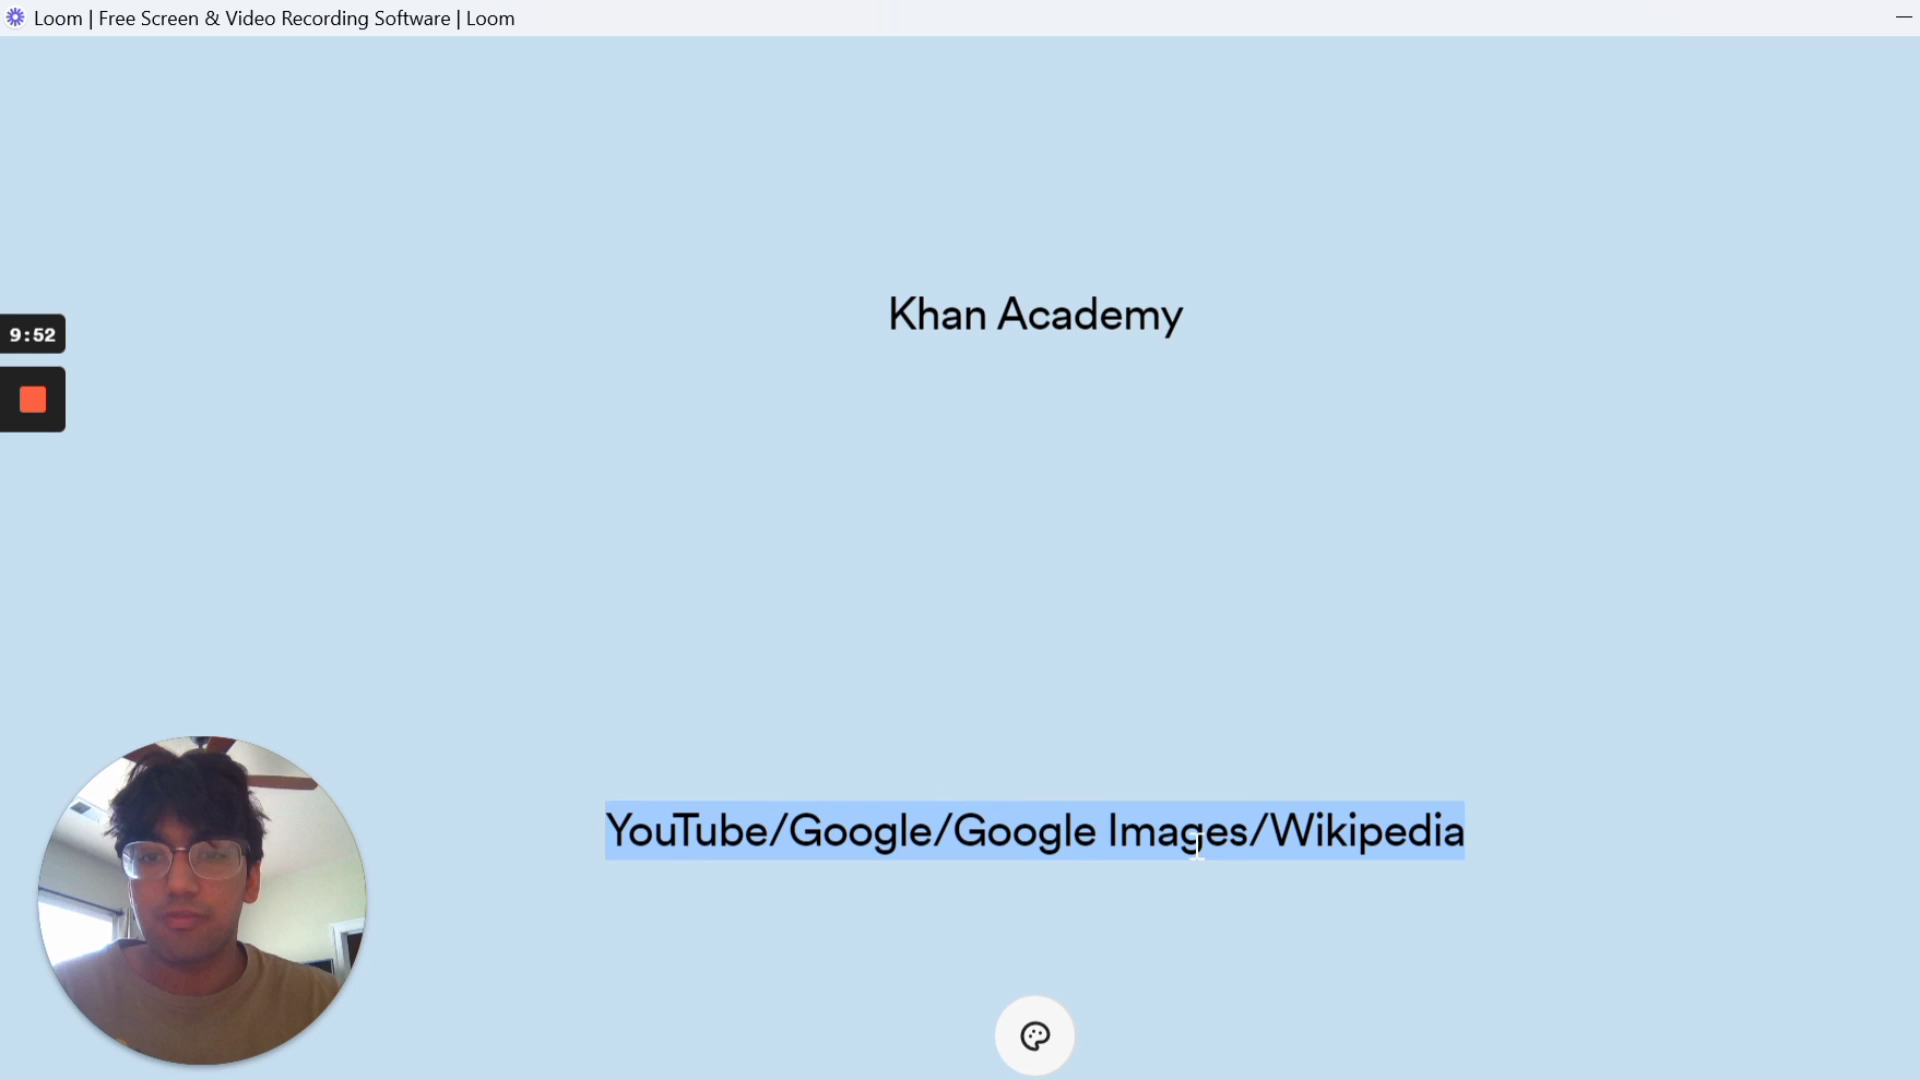 Loom | Free Screen & Video Recording Software | Loom
Khan Academy
9:52
YouTube/Google/Google Images/Wikipedia